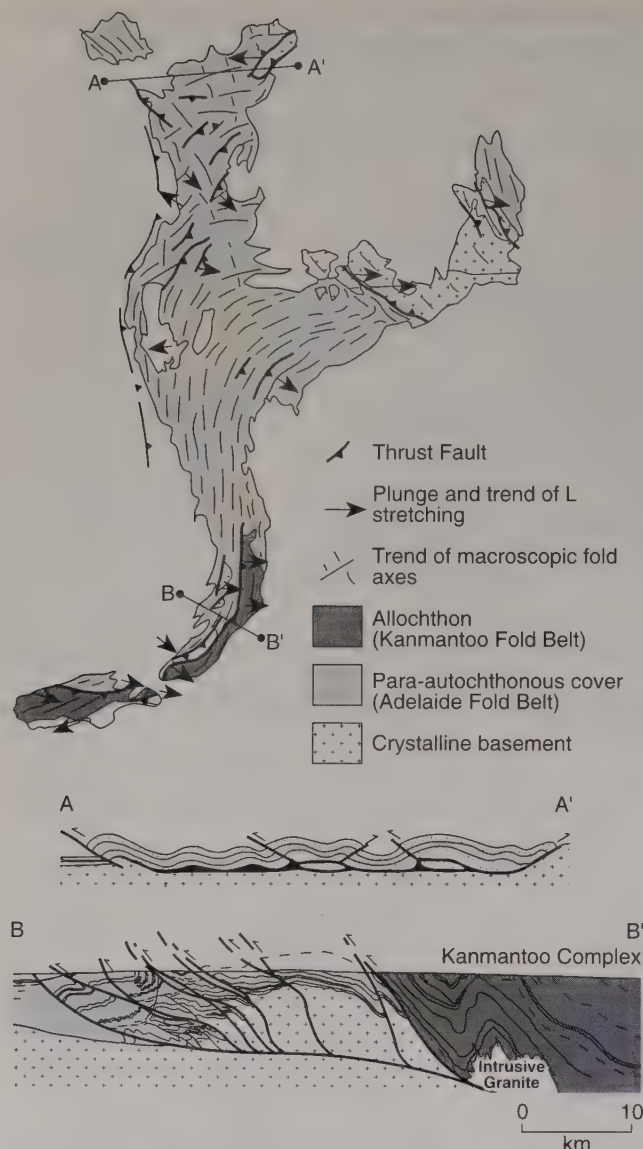 A
A'
B
B'
Thrust Fault
Plunge and trend of L
stretching
Trend of macroscopic fold
axes
Allochthon
(Kanmantoo Fold Belt)
Para-autochthonous cover
(Adelaide Fold Belt)
Crystalline basement
A
A'
B
B'
Kanmantoo Complex
Intrusive
Granite
0
10
km